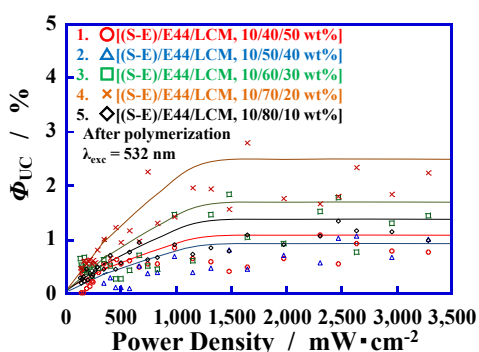 5
4
3
2
1
0
ΦUC / %
1. [(S-E)/E44/LCM, 10/40/50 wt%]
2. [(S-E)/E44/LCM, 10/50/40 wt%]
3. [(S-E)/E44/LCM, 10/60/30 wt%]
4. [(S-E)/E44/LCM, 10/70/20 wt%]
5. [(S-E)/E44/LCM, 10/80/10 wt%]
After polymerization
λexc = 532 nm
0 500 1,000 1,500 2,000 2,500 3,000 3,500
Power Density / mW・cm-2